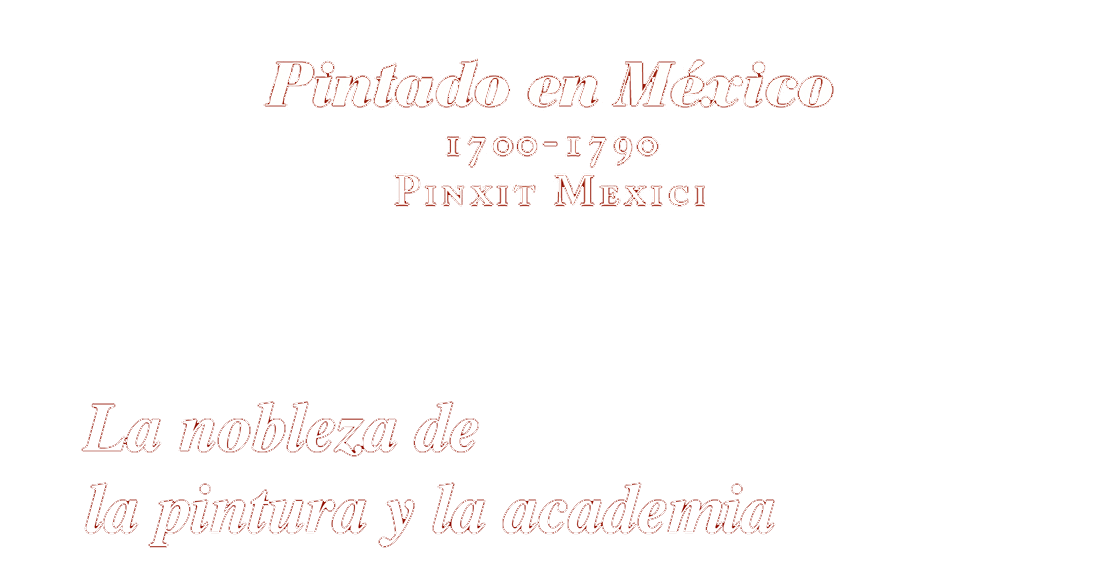 Pintado en México
1700-1790
Pinxit Mexici
La nobleza de
la pintura y la academia